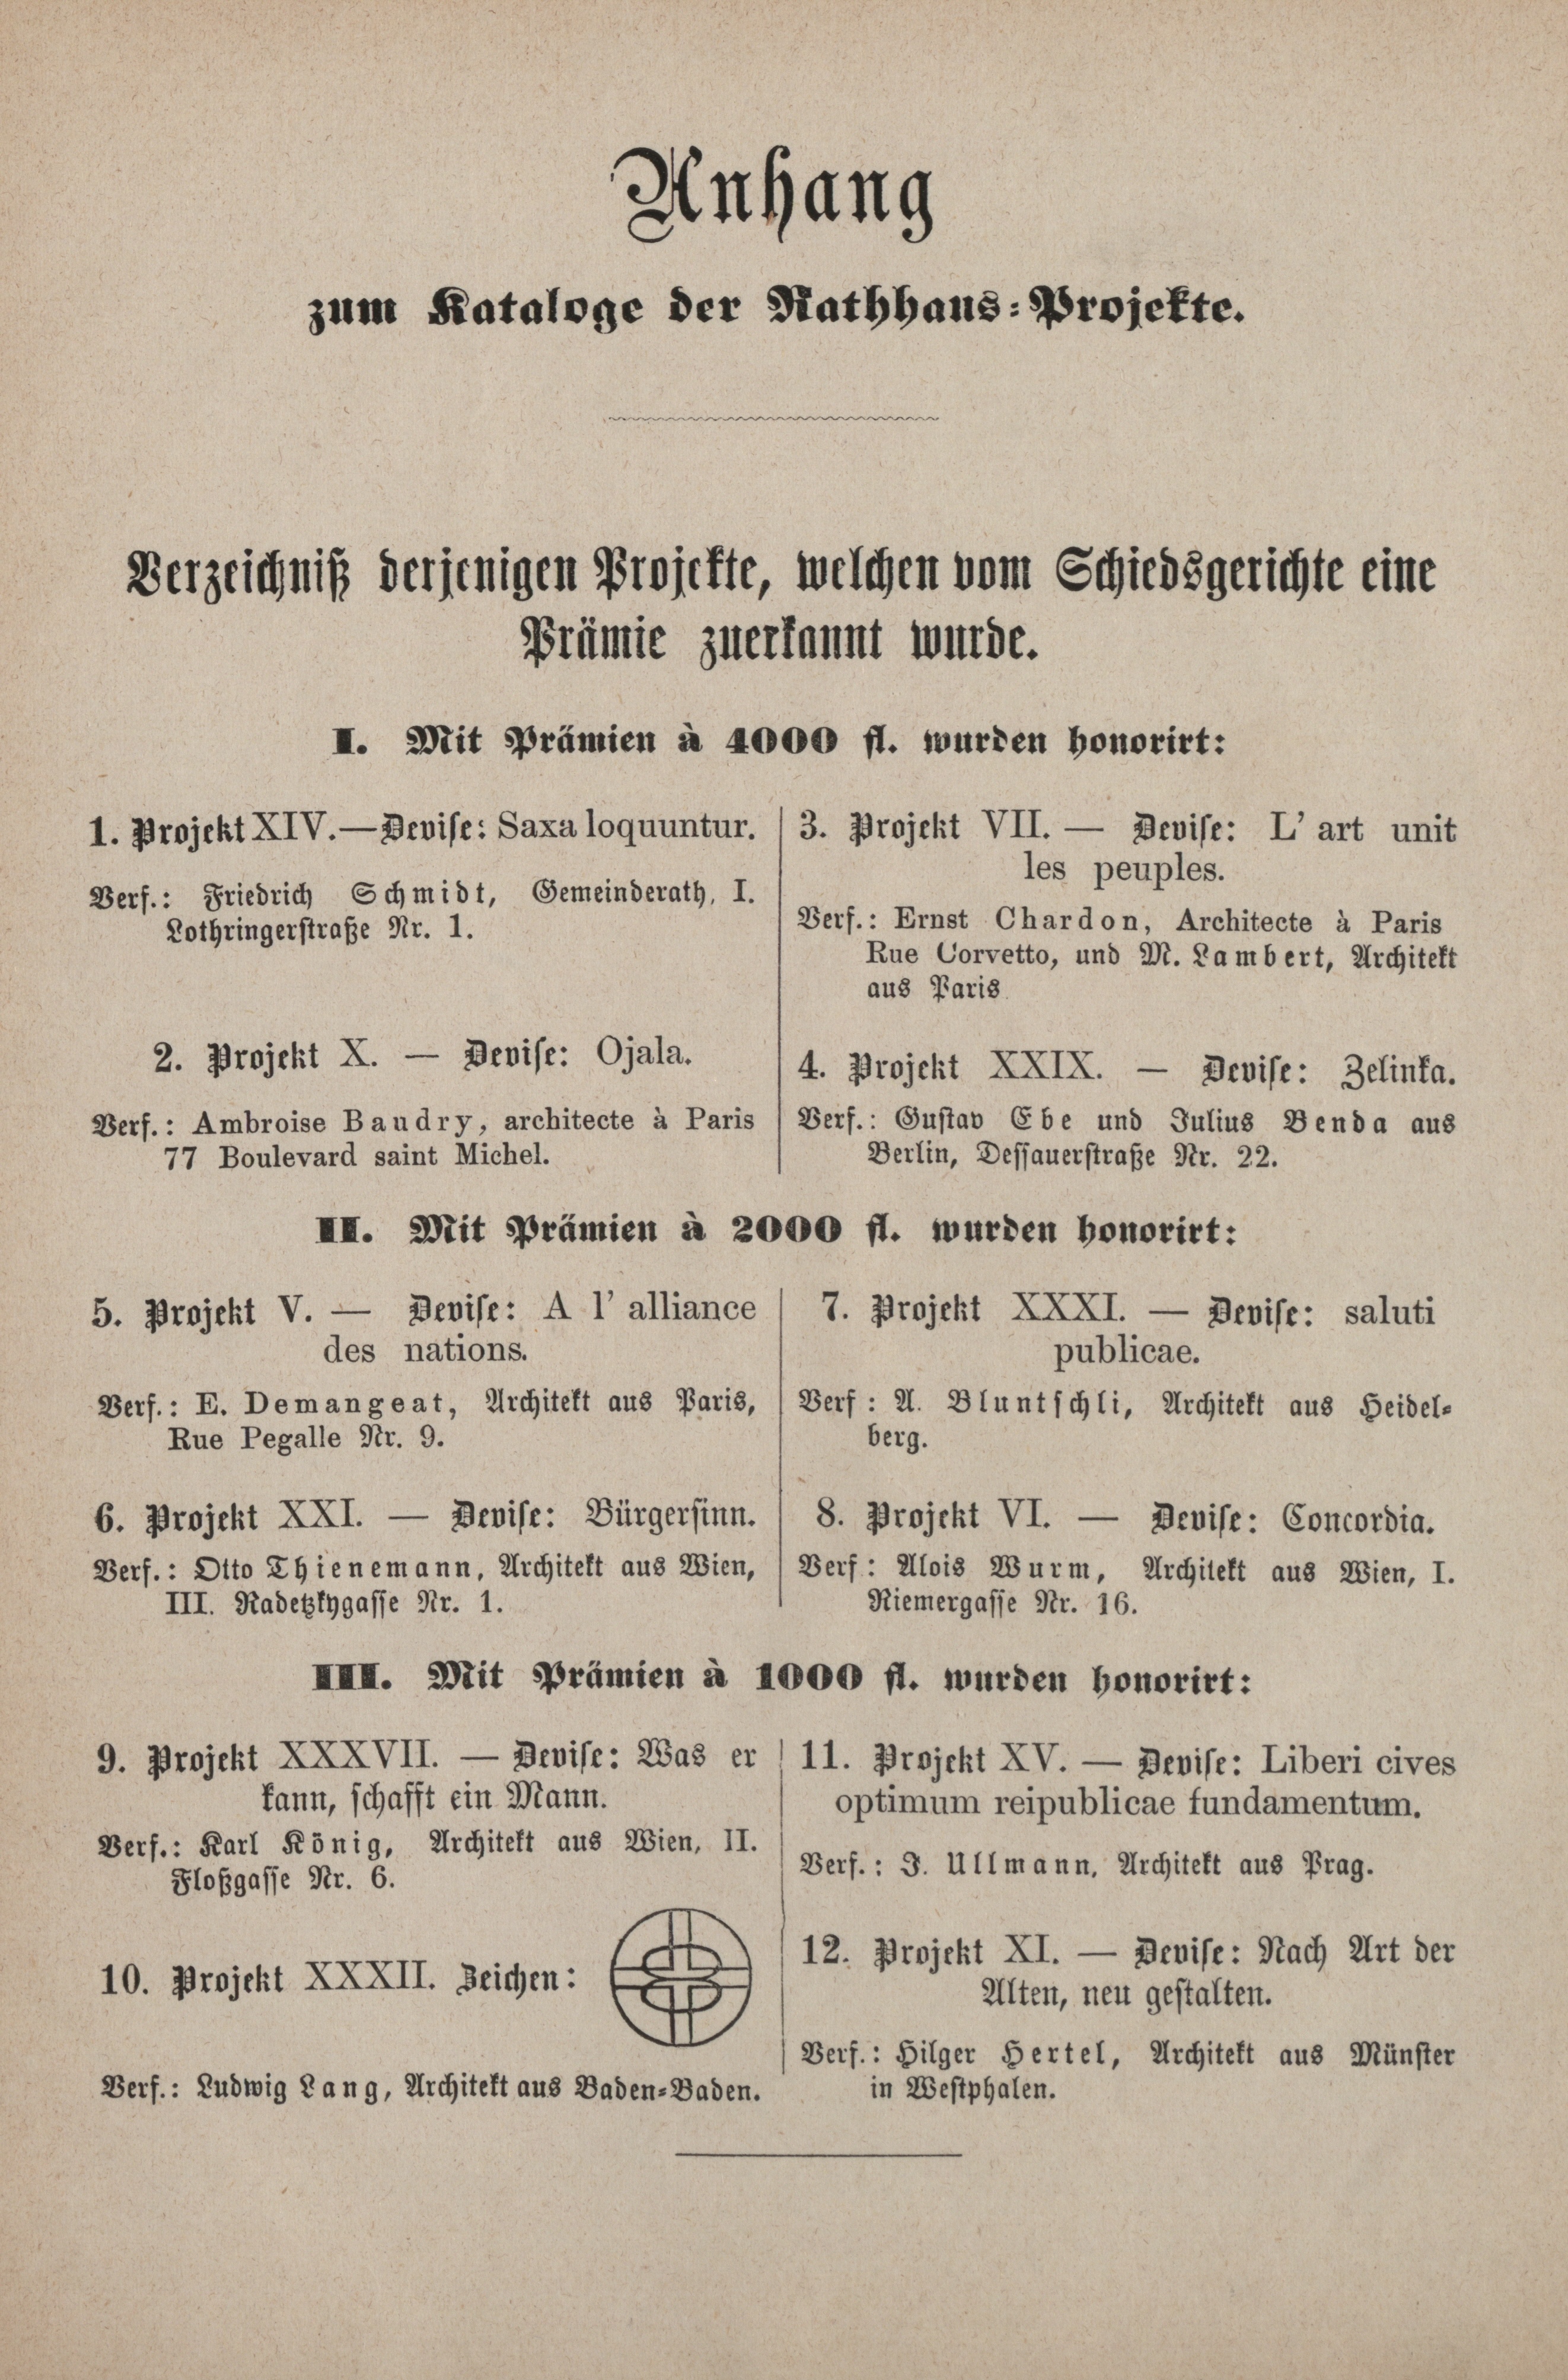 Anhang
zum Kataloge der Rathhaus-Projekte.
Verzeichniß derjenigen Projekte, welchen vom Schiedsgerichte eine
Prämie zuerkannt wurde.
I. Mit Prämien à 4000 fl. wurden honorirt:
1. Projekt XIV. — Devise: Saxa loquuntur.
Verf.: Friedrich Schmidt, Gemeinderath, I.
Lothringerstraße Nr. 1.
2. Projekt X. — Devise: Ojala.
Verf.: Ambroise Baudry, architecte à Paris
77 Boulevard saint Michel.
3. Projekt VII. — Devise: L' art unit
les peuples.
Verf.: Ernst Chardon, Architecte à Paris
Rue Corvetto, und M. Lambert, Architekt
aus Paris
4. Projekt XXIX. — Devise: Zelinka.
Verf.: Gustav Ebe und Julius Benda aus
Berlin, Dessauerstraße Nr. 22.
II. Mit Prämien à 2000 fl. wurden honorirt:
5. Projekt V. — Devise: A l' alliance
des nations.
Verf.: E. Demangeat, Architekt aus Paris,
Rue Pegalle Nr. 9.
6. Projekt XXI. — Devise: Bürgersinn.
Verf.: Otto Thienemann, Architekt aus Wien,
III. Radetzkygasse Nr. 1.
7. Projekt XXXI. — Devise: saluti
publicae.
Verf: A. Bluntschli, Architekt aus Heidel-
berg.
8. Projekt VI. — Devise: Concordia.
Verf: Alois Wurm, Architekt aus Wien, I.
Riemergasse Nr. 16.
III. Mit Prämien à 1000 fl. wurden honorirt:
9. Projekt XXXVII. — Devise: Was er
kann, schafft ein Mann.
Verf.: Karl König, Architekt aus Wien, II.
Floßgasse Nr. 6.
10. Projekt XXXII. Zeichen:
Verf.: Ludwig Lang, Architekt aus Baden-Baden.
11. Projekt XV. — Devise: Liberi cives
optimum reipublicae fundamentum.
Verf.: J. Ullmann, Architekt aus Prag.
12. Projekt XI. — Devise: Nach Art der
Alten, neu gestalten.
Verf.: Hilger Hertel, Architekt aus Münster
in Westphalen.